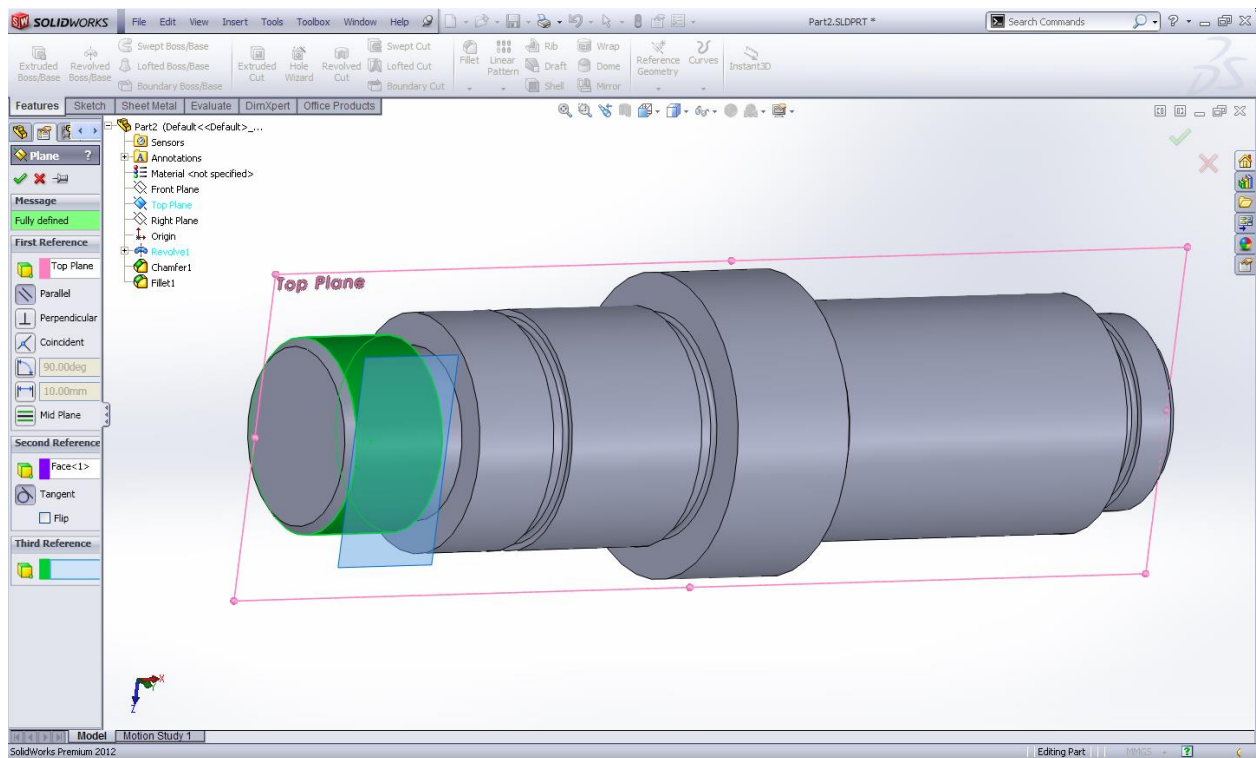 SOLIDWORKS File Edit View Insert Tools Toolbox Window Help Part2.SLDPRT * Search Commands
Extruded Boss/Base Revolved Boss/Base Swept Boss/Base Lofted Boss/Base Boundary Boss/Base Extruded Cut Hole Wizard Revolved Cut Swept Cut Lofted Cut Boundary Cut Fillet Linear Pattern Rib Draft Shell Wrap Dome Mirror Reference Geometry Curves Instant3D
Features Sketch Sheet Metal Evaluate DimXpert Office Products
Part2 (Default<<Default>_...
Sensors
Annotations
Material <not specified>
Front Plane
Top Plane
Right Plane
Origin
Revolve1
Chamfer1
Fillet1
Plane ?
Message
Fully defined
First Reference
Top Plane
Parallel
Perpendicular
Coincident
90.00deg
10.00mm
Mid Plane
Second Reference
Face<1>
Tangent
Flip
Third Reference
Top Plane
X
Y
Z
Model Motion Study 1
SolidWorks Premium 2012 Editing Part MMGS